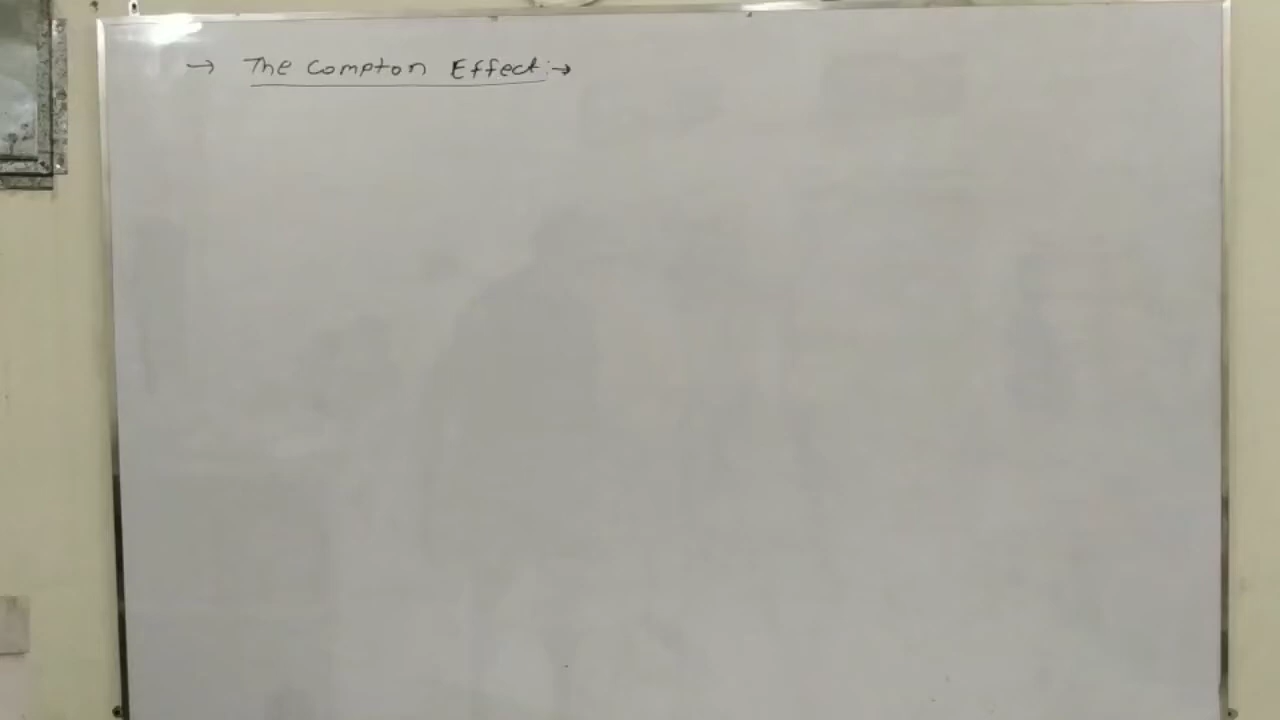 → The Compton Effect :→